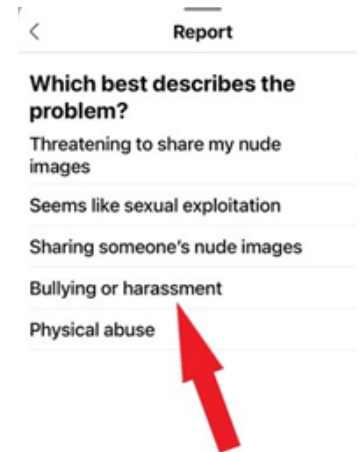 Report
Which best describes the
problem?
Threatening to share my nude
images
Seems like sexual exploitation
Sharing someone's nude images
Bullying or harassment
Physical abuse